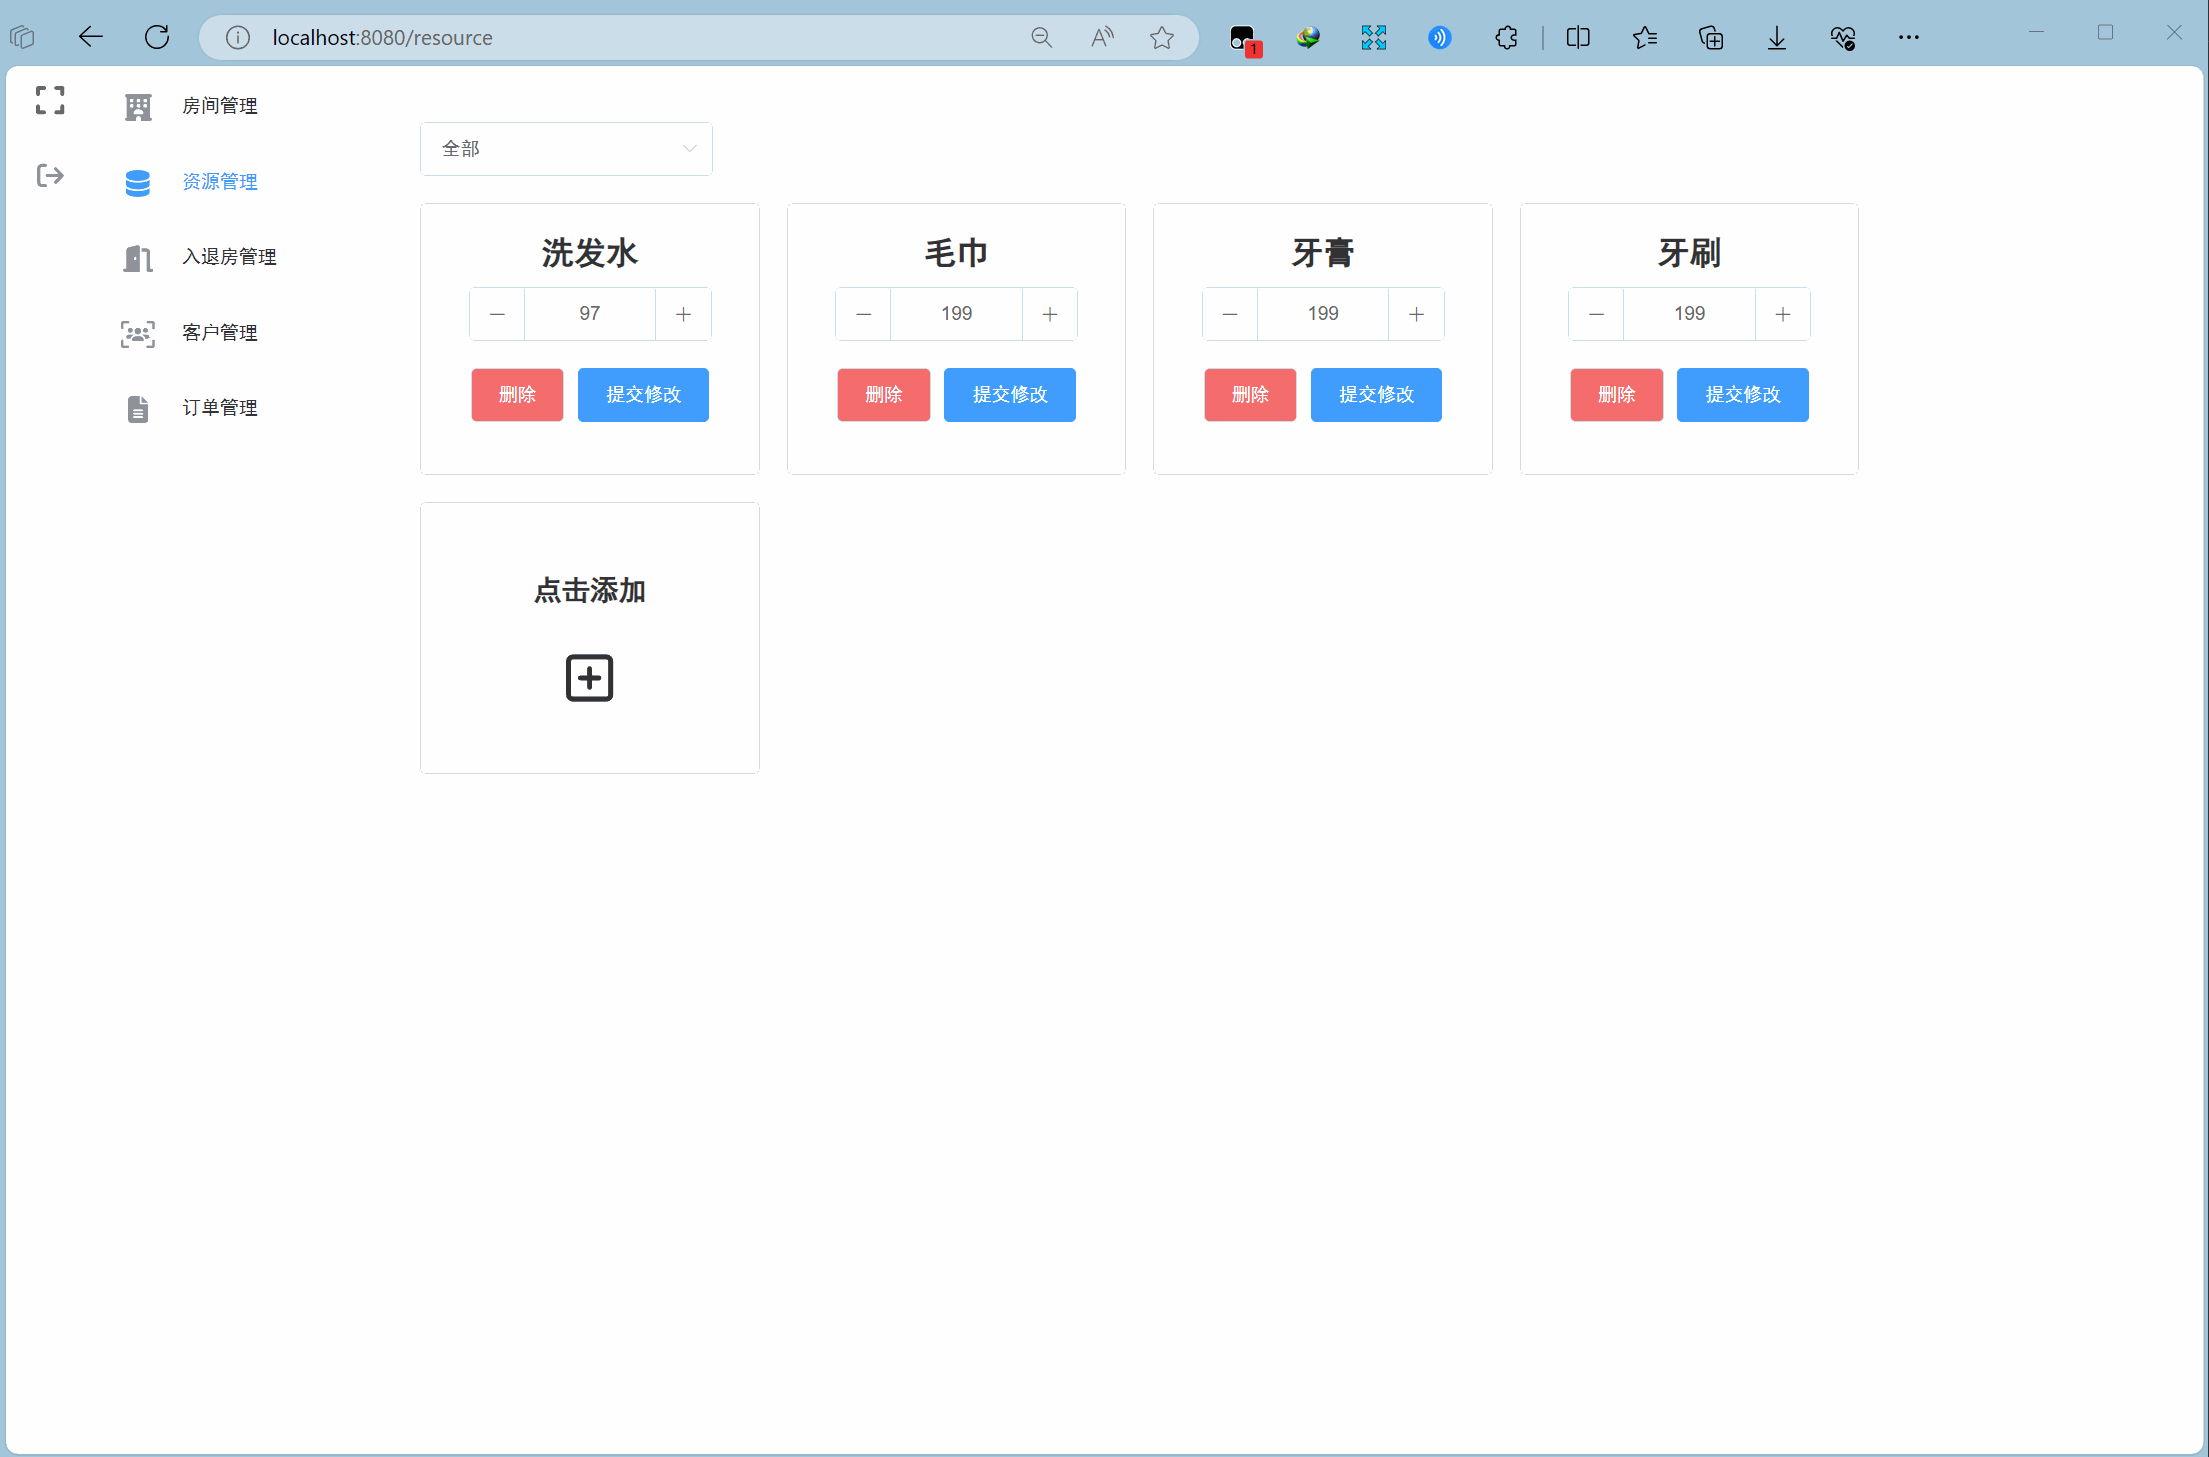 localhost:8080/resource
1
房间管理
资源管理
入退房管理
客户管理
订单管理
全部
洗发水 毛巾 牙膏 牙刷
97 199 199 199
删除 提交修改 删除 提交修改 删除 提交修改 删除 提交修改
点击添加